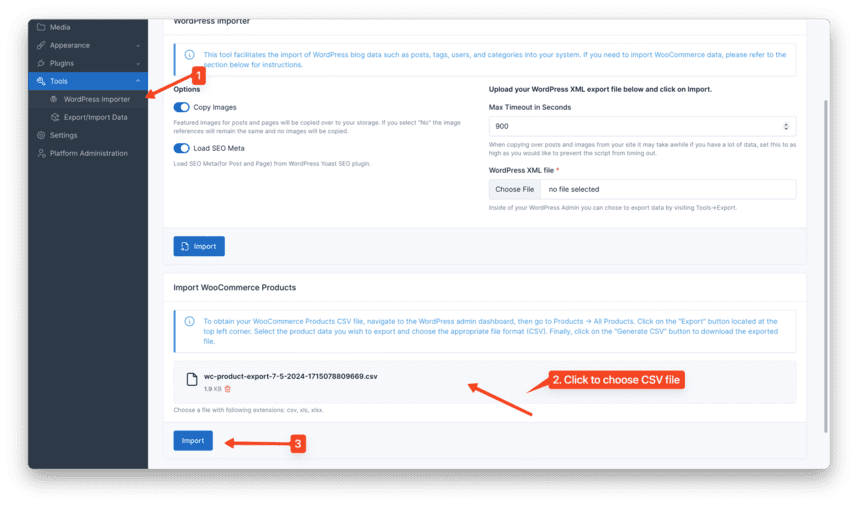 Media
Appearance
Plugins
Tools
WordPress Importer
Export/Import Data
Settings
Platform Administration
1
WordPress Importer
This tool facilitates the import of WordPress blog data such as posts, tags, users, and categories into your system. If you need to import WooCommerce data, please refer to the
section below for instructions.
Options
Copy Images
Featured images for posts and pages will be copied over to your storage. If you select "No" the image
references will remain the same and no images will be copied.
Load SEO Meta
Load SEO Meta(for Post and Page) from WordPress Yoast SEO plugin.
Upload your WordPress XML export file below and click on Import.
Max Timeout in Seconds
900
When copying over posts and images from your site it may take awhile if you have a lot of data, set this to as
high as you would like to prevent the script from timing out.
WordPress XML file *
Choose File no file selected
Inside of your WordPress Admin you can chose to export data by visiting Tools->Export.
Import
Import WooCommerce Products
To obtain your WooCommerce Products CSV file, navigate to the WordPress admin dashboard, then go to Products → All Products. Click on the "Export" button located at the
top left corner. Select the product data you wish to export and choose the appropriate file format (CSV). Finally, click on the "Generate CSV" button to download the exported
file.
wc-product-export-7-5-2024-1715078809669.csv
1.9 KB
2. Click to choose CSV file
Choose a file with following extensions: csv, xls, xlsx.
Import
3